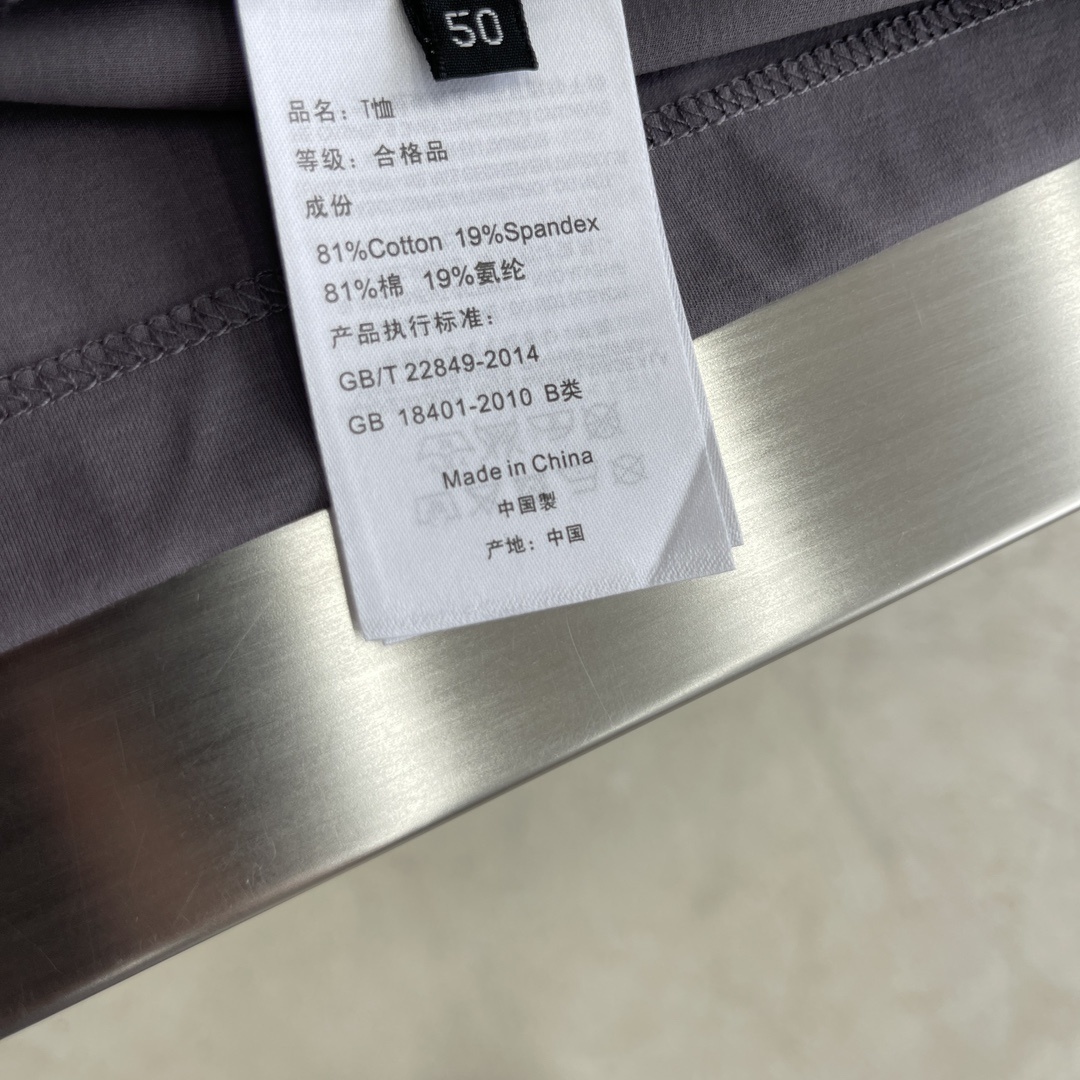 50
品名：T恤
等级：合格品
成份
81%Cotton 19%Spandex
81%棉 19%氨纶
产品执行标准：
GB/T 22849-2014
GB 18401-2010 B类
Made in China
中国製
产地：中国